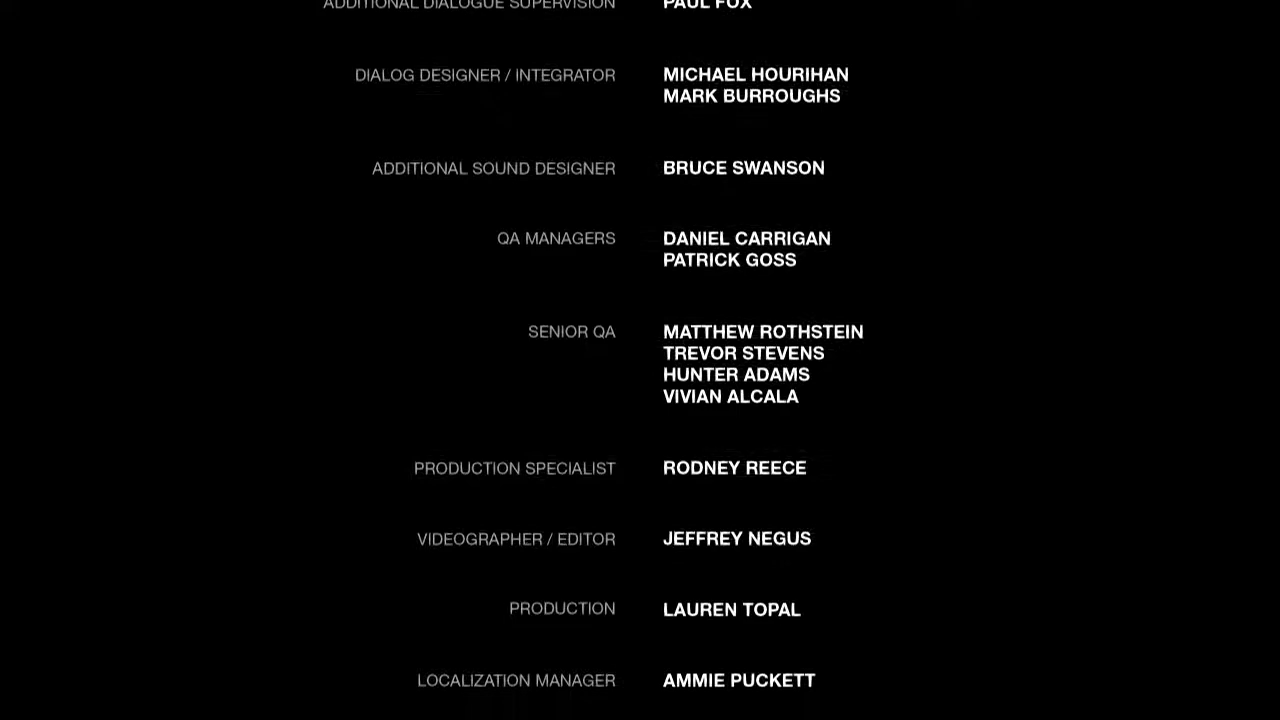 ADDITIONAL DIALOGUE SUPERVISION PAUL FOX
DIALOG DESIGNER / INTEGRATOR MICHAEL HOURIHAN
MARK BURROUGHS
ADDITIONAL SOUND DESIGNER BRUCE SWANSON
QA MANAGERS DANIEL CARRIGAN
PATRICK GOSS
SENIOR QA MATTHEW ROTHSTEIN
TREVOR STEVENS
HUNTER ADAMS
VIVIAN ALCALA
PRODUCTION SPECIALIST RODNEY REECE
VIDEOGRAPHER / EDITOR JEFFREY NEGUS
PRODUCTION LAUREN TOPAL
LOCALIZATION MANAGER AMMIE PUCKETT